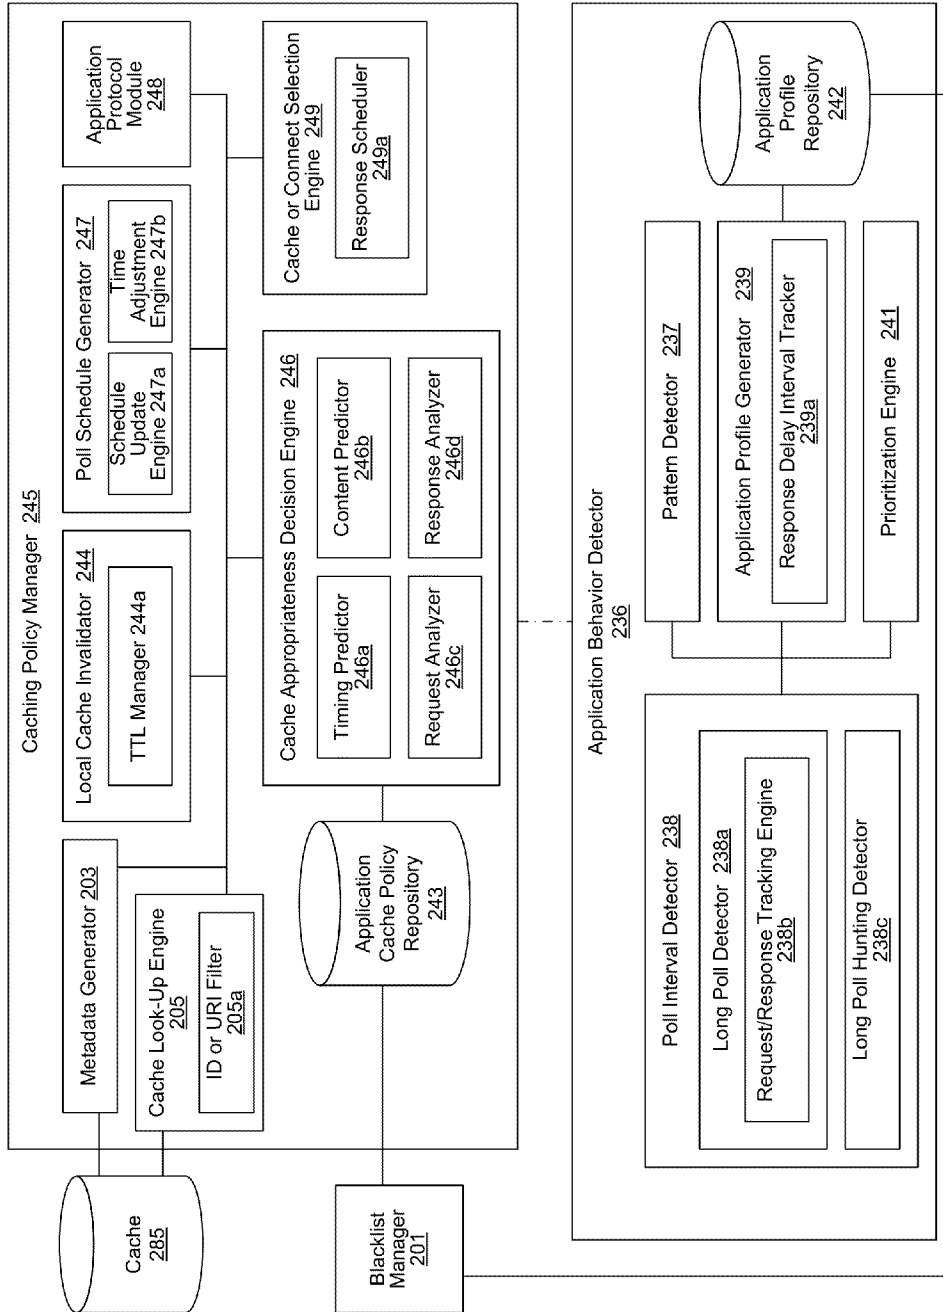 Caching Policy Manager 245
Cache
285
Metadata Generator 203
Cache Look-Up Engine
205
ID or URI Filter
205a
Local Cache Invalidator 244
TTL Manager 244a
Poll Schedule Generator 247
Schedule
Update
Engine 247a
Time
Adjustment
Engine 247b
Application
Protocol
Module
248
Blacklist
Manager
201
Application
Cache Policy
Repository
243
Cache Appropriateness Decision Engine 246
Timing Predictor
246a
Content Predictor
246b
Request Analyzer
246c
Response Analyzer
246d
Cache or Connect Selection
Engine 249
Response Scheduler
249a
Application Behavior Detector
236
Poll Interval Detector 238
Long Poll Detector 238a
Request/Response Tracking Engine
238b
Long Poll Hunting Detector
238c
Pattern Detector 237
Application Profile Generator 239
Response Delay Interval Tracker
239a
Prioritization Engine 241
Application
Profile
Repository
242